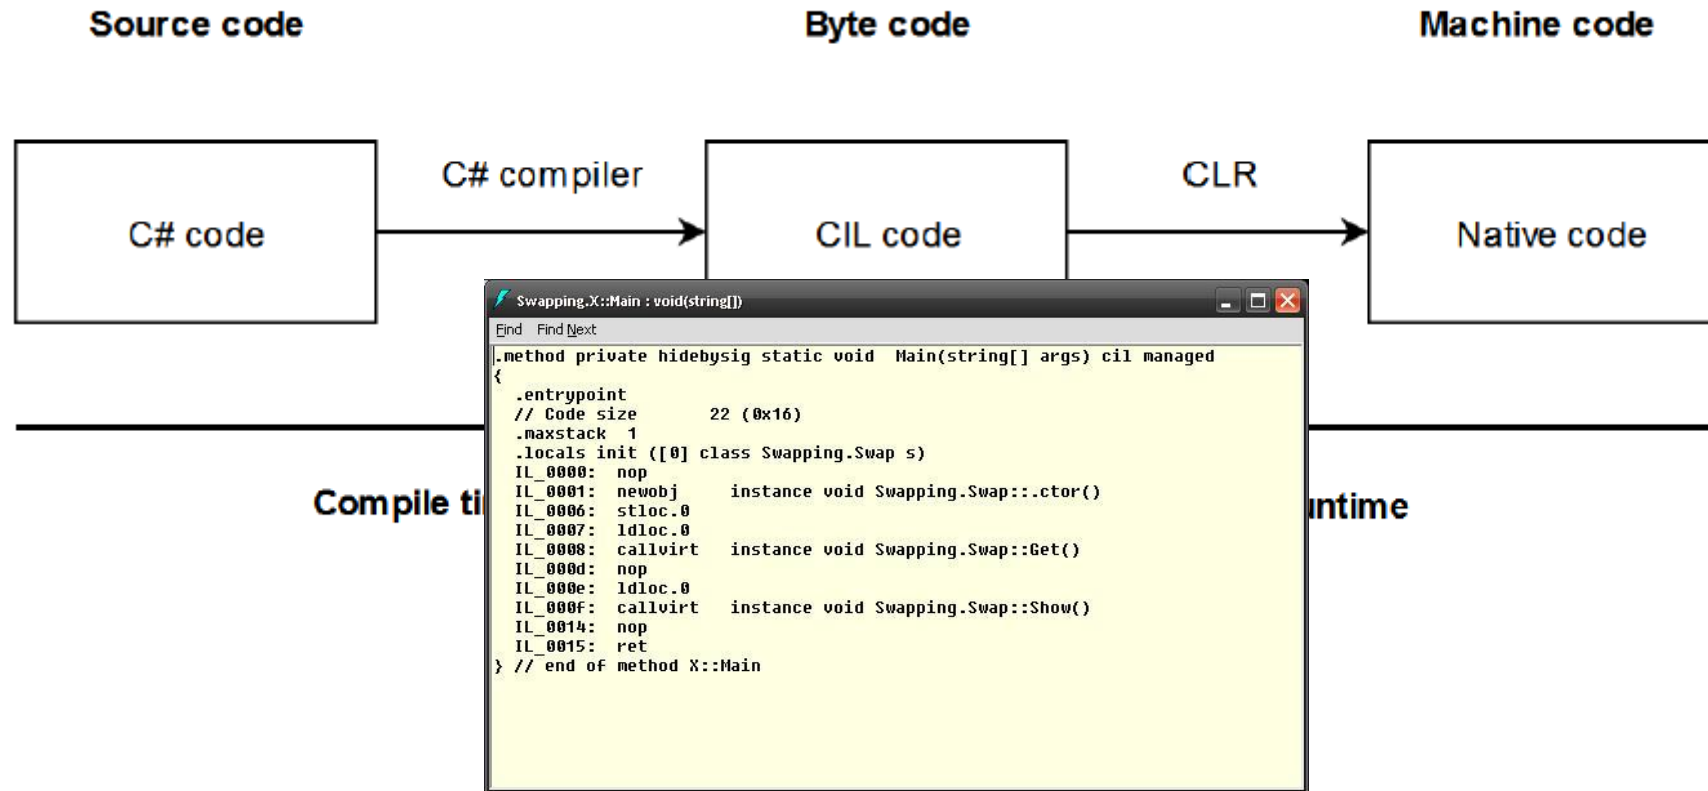 Source code
Byte code
Machine code
C# compiler
CLR
C# code
CIL code
Native code
Swapping.X::Main : void(string[])
Find Find Next
.method private hidebysig static void  Main(string[] args) cil managed
{
  .entrypoint
  // Code size       22 (0x16)
  .maxstack  1
  .locals init ([0] class Swapping.Swap s)
  IL_0000:  nop
  IL_0001:  newobj     instance void Swapping.Swap::.ctor()
  IL_0006:  stloc.0
  IL_0007:  ldloc.0
  IL_0008:  callvirt   instance void Swapping.Swap::Get()
  IL_000d:  nop
  IL_000e:  ldloc.0
  IL_000f:  callvirt   instance void Swapping.Swap::Show()
  IL_0014:  nop
  IL_0015:  ret
} // end of method X::Main
Compile ti
untime